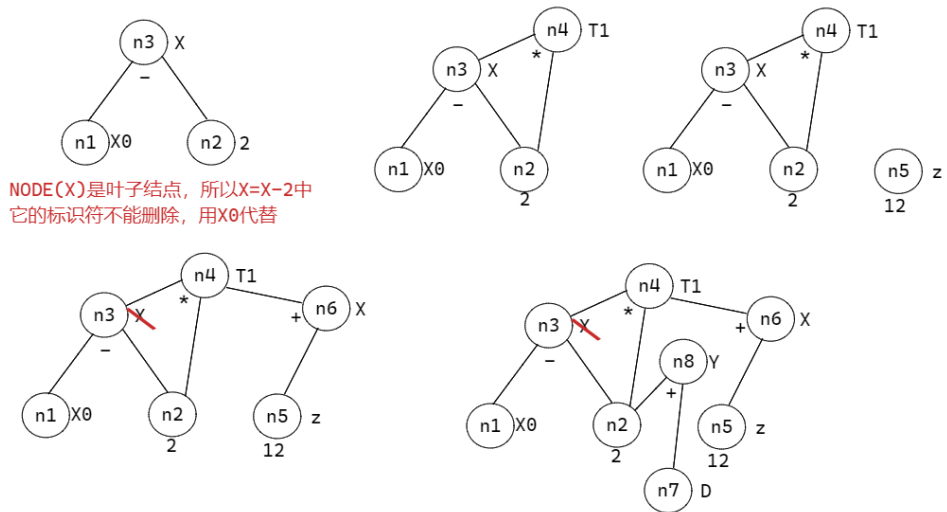 n3 X
-
n1 X0 n2 2
NODE(X)是叶子结点，所以X=X-2中
它的标识符不能删除，用X0代替
n4 T1
*
n3 X
-
n1 X0 n2
2
n4 T1
*
n3 X
-
n1 X0 n2
2
n5 z
12
n4 T1
*
n3 X
-
n6 X
+
n1 X0 n2
2
n5 z
12
n4 T1
*
n3 X
-
n6 X
+
n8 Y
+
n1 X0 n2
2
n5 z
12
n7 D